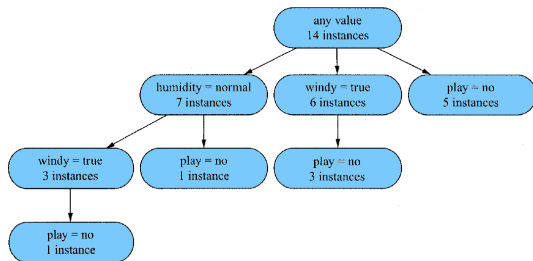 any value
14 instances
humidity = normal
7 instances
windy = true
6 instances
play = no
5 instances
windy = true
3 instances
play = no
1 instance
play = no
3 instances
play = no
1 instance